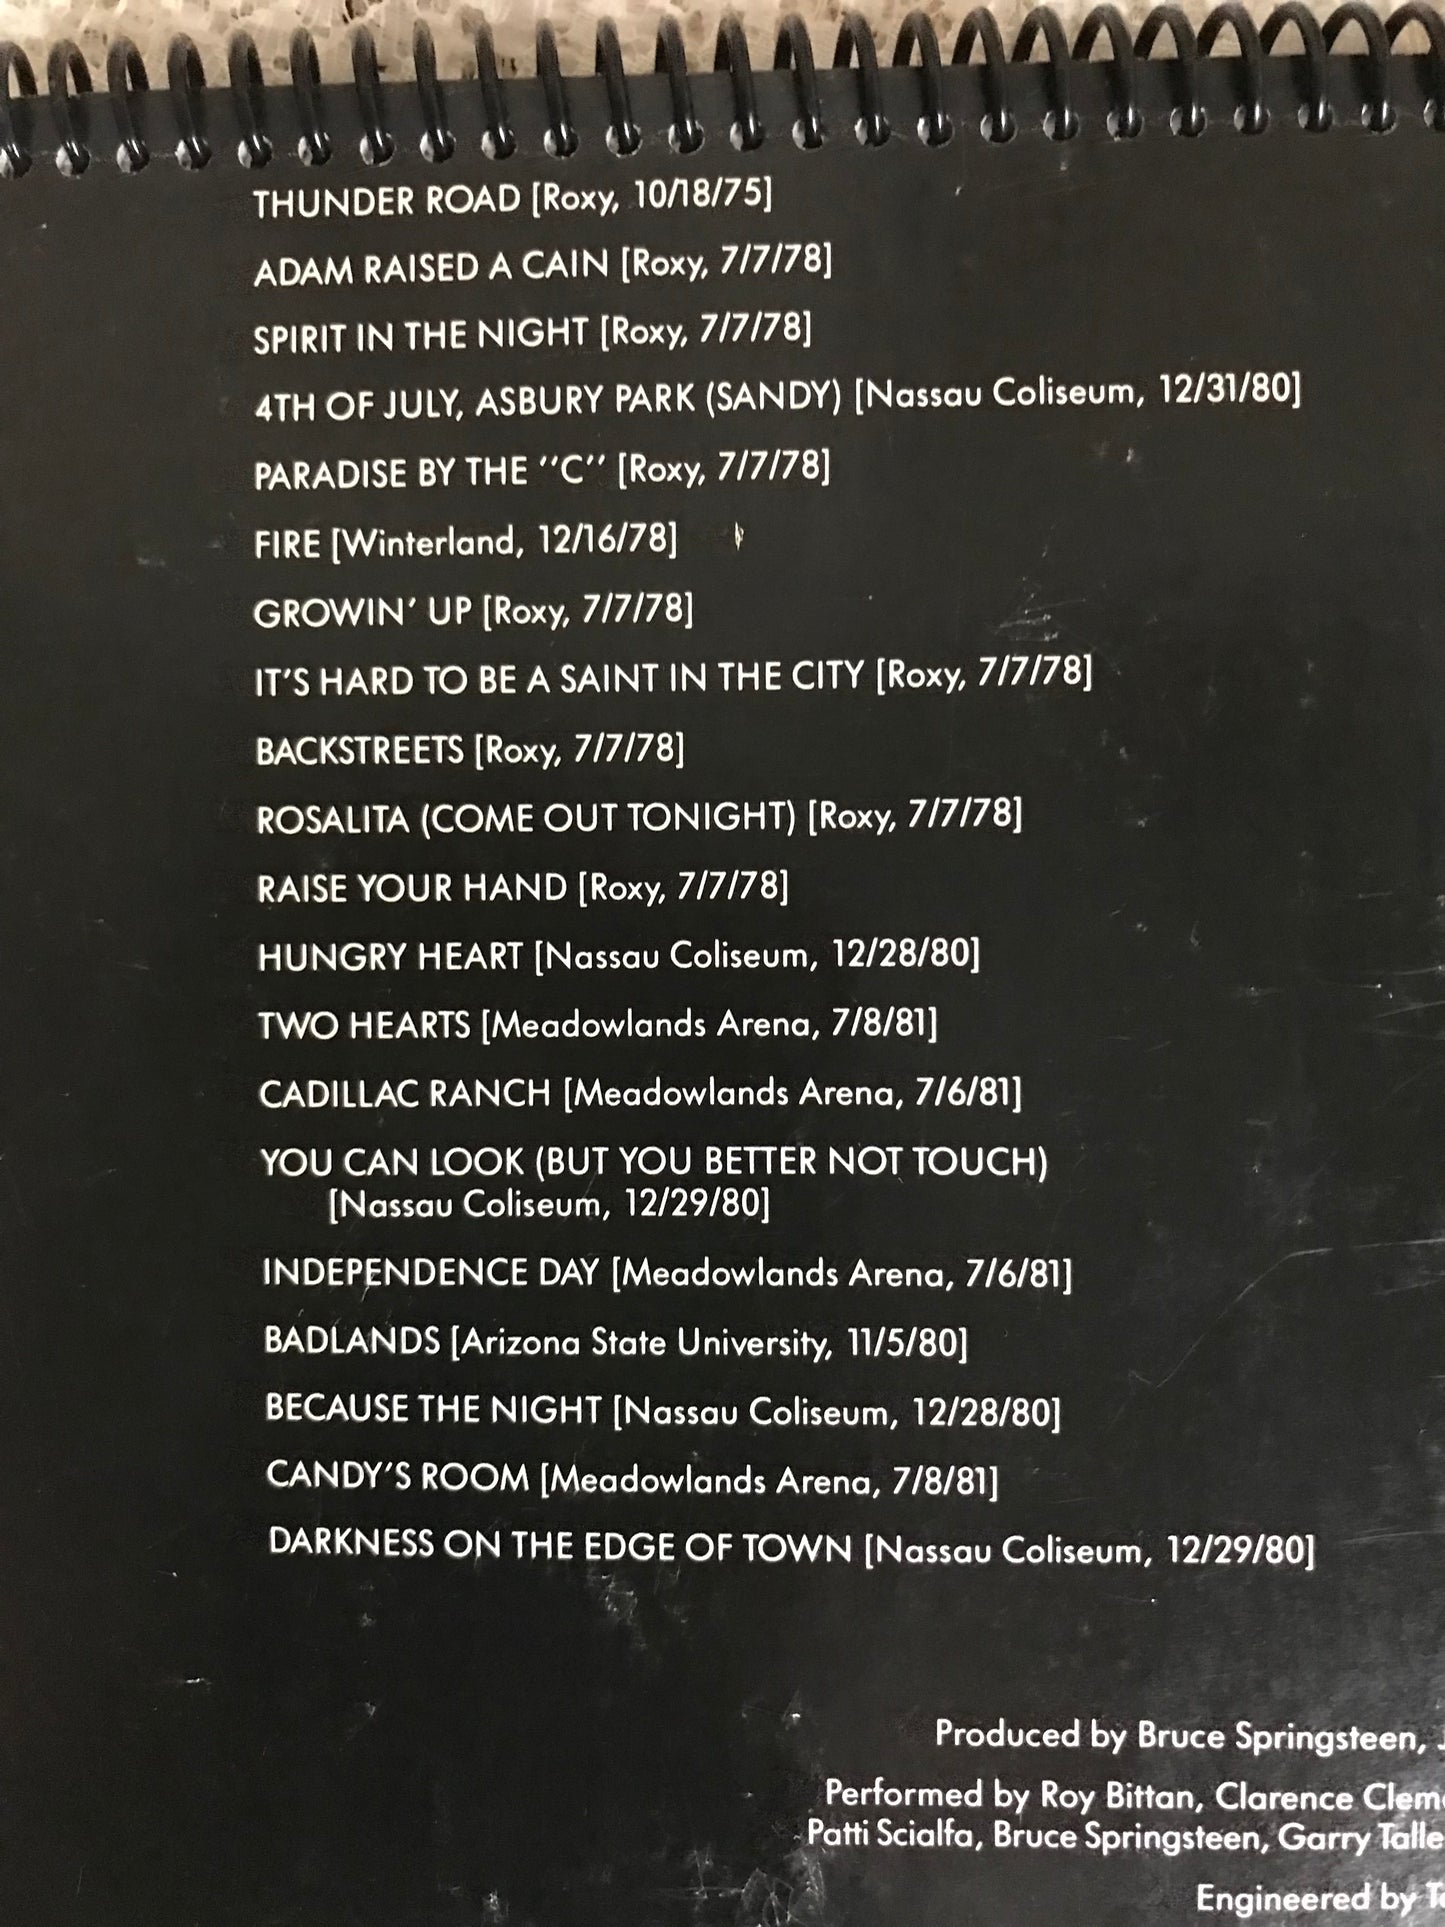 THUNDER ROAD [Roxy, 10/18/75]
ADAM RAISED A CAIN [Roxy, 7/7/78]
SPIRIT IN THE NIGHT [Roxy, 7/7/78]
4TH OF JULY, ASBURY PARK (SANDY) [Nassau Coliseum, 12/31/80]
PARADISE BY THE "C" [Roxy, 7/7/78]
FIRE [Winterland, 12/16/78]
GROWIN' UP [Roxy, 7/7/78]
IT'S HARD TO BE A SAINT IN THE CITY [Roxy, 7/7/78]
BACKSTREETS [Roxy, 7/7/78]
ROSALITA (COME OUT TONIGHT) [Roxy, 7/7/78]
RAISE YOUR HAND [Roxy, 7/7/78]
HUNGRY HEART [Nassau Coliseum, 12/28/80]
TWO HEARTS [Meadowlands Arena, 7/8/81]
CADILLAC RANCH [Meadowlands Arena, 7/6/81]
YOU CAN LOOK (BUT YOU BETTER NOT TOUCH)
[Nassau Coliseum, 12/29/80]
INDEPENDENCE DAY [Meadowlands Arena, 7/6/81]
BADLANDS [Arizona State University, 11/5/80]
BECAUSE THE NIGHT [Nassau Coliseum, 12/28/80]
CANDY'S ROOM [Meadowlands Arena, 7/8/81]
DARKNESS ON THE EDGE OF TOWN [Nassau Coliseum, 12/29/80]
Produced by Bruce Springsteen,
Performed by Roy Bittan, Clarence
Patti Scialfa, Bruce Springsteen, Garry
Engineered by